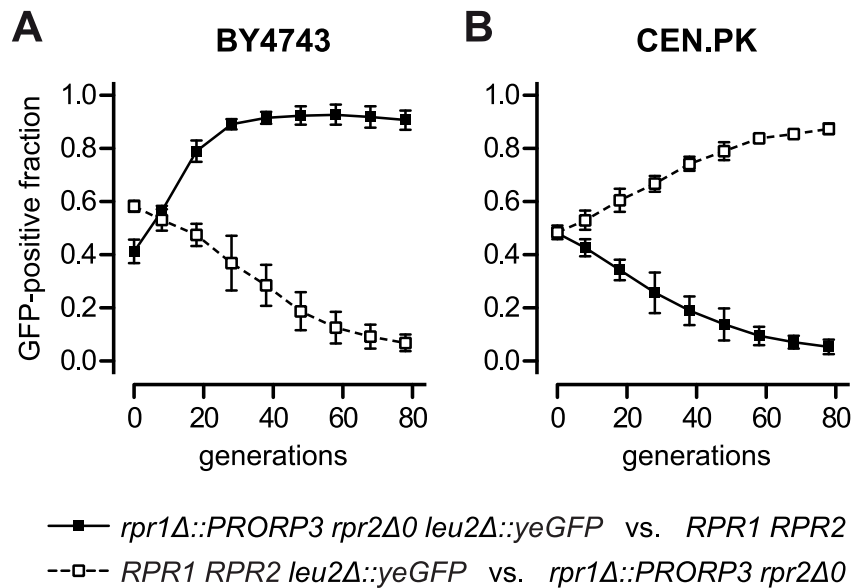 A
BY4743
B
CEN.PK
GFP-positive fraction
1.0
0.8
0.6
0.4
0.2
0.0
0 20 40 60 80
generations
1.0
0.8
0.6
0.4
0.2
0.0
0 20 40 60 80
generations
rpr1Δ::PRORP3 rpr2Δ0 leu2Δ::yeGFP vs. RPR1 RPR2
RPR1 RPR2 leu2Δ::yeGFP vs. rpr1Δ::PRORP3 rpr2Δ0